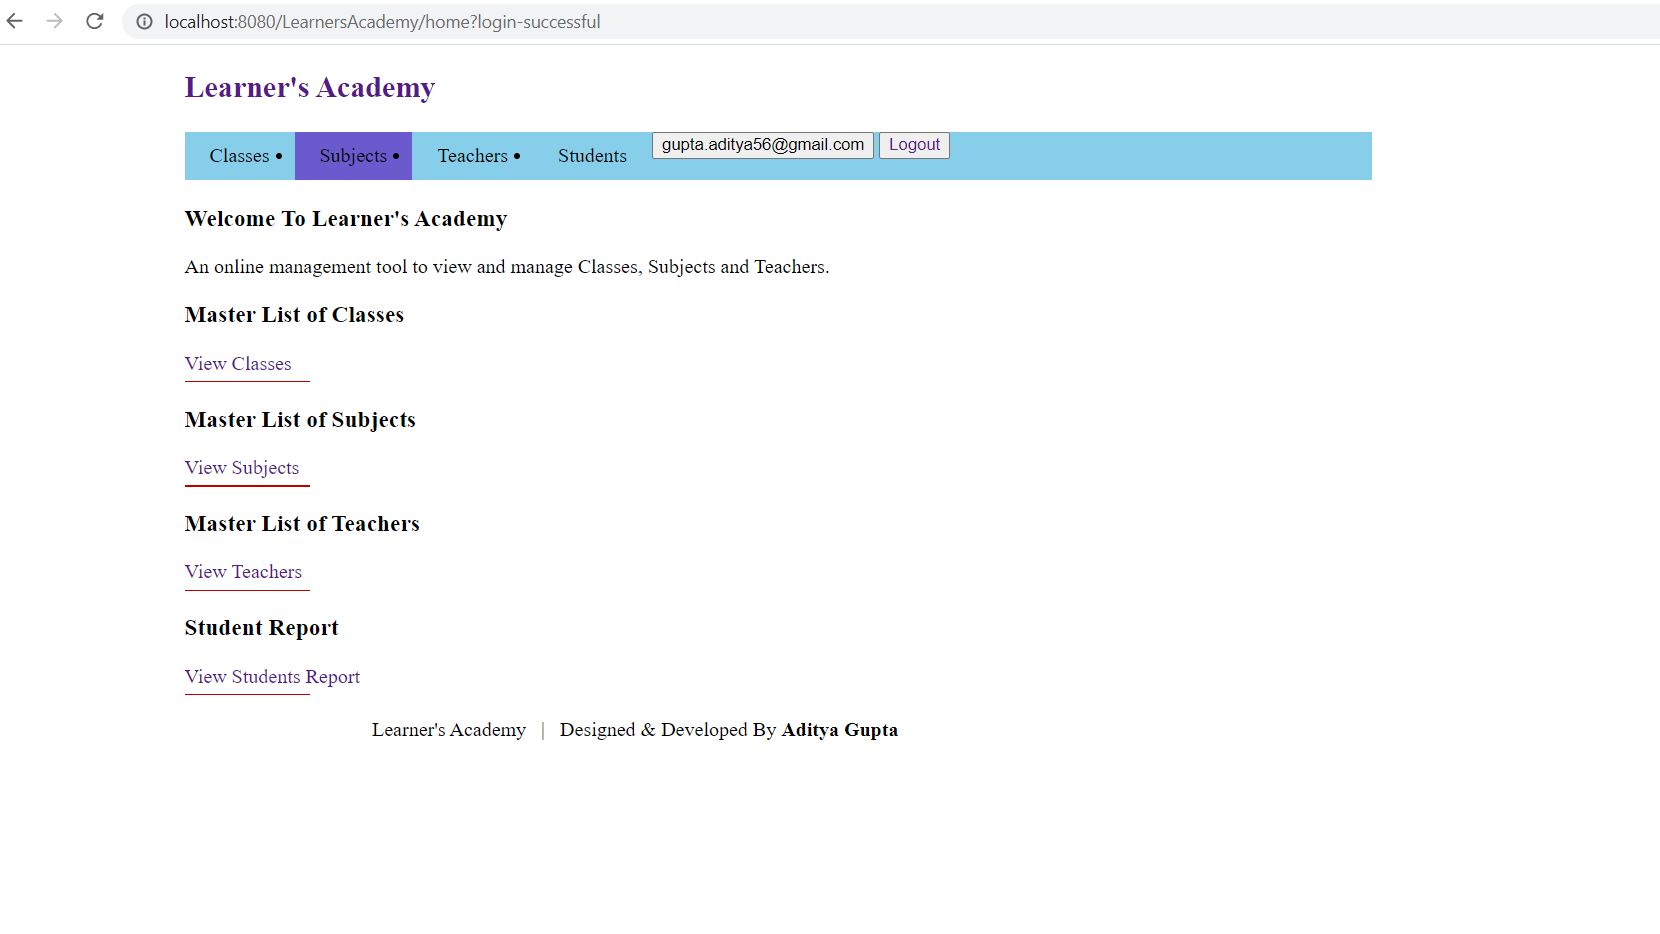 localhost:8080/LearnersAcademy/home?login-successful
Learner's Academy
Classes • Subjects • Teachers • Students gupta.aditya56@gmail.com Logout
Welcome To Learner's Academy
An online management tool to view and manage Classes, Subjects and Teachers.
Master List of Classes
View Classes
Master List of Subjects
View Subjects
Master List of Teachers
View Teachers
Student Report
View Students Report
Learner's Academy | Designed & Developed By Aditya Gupta